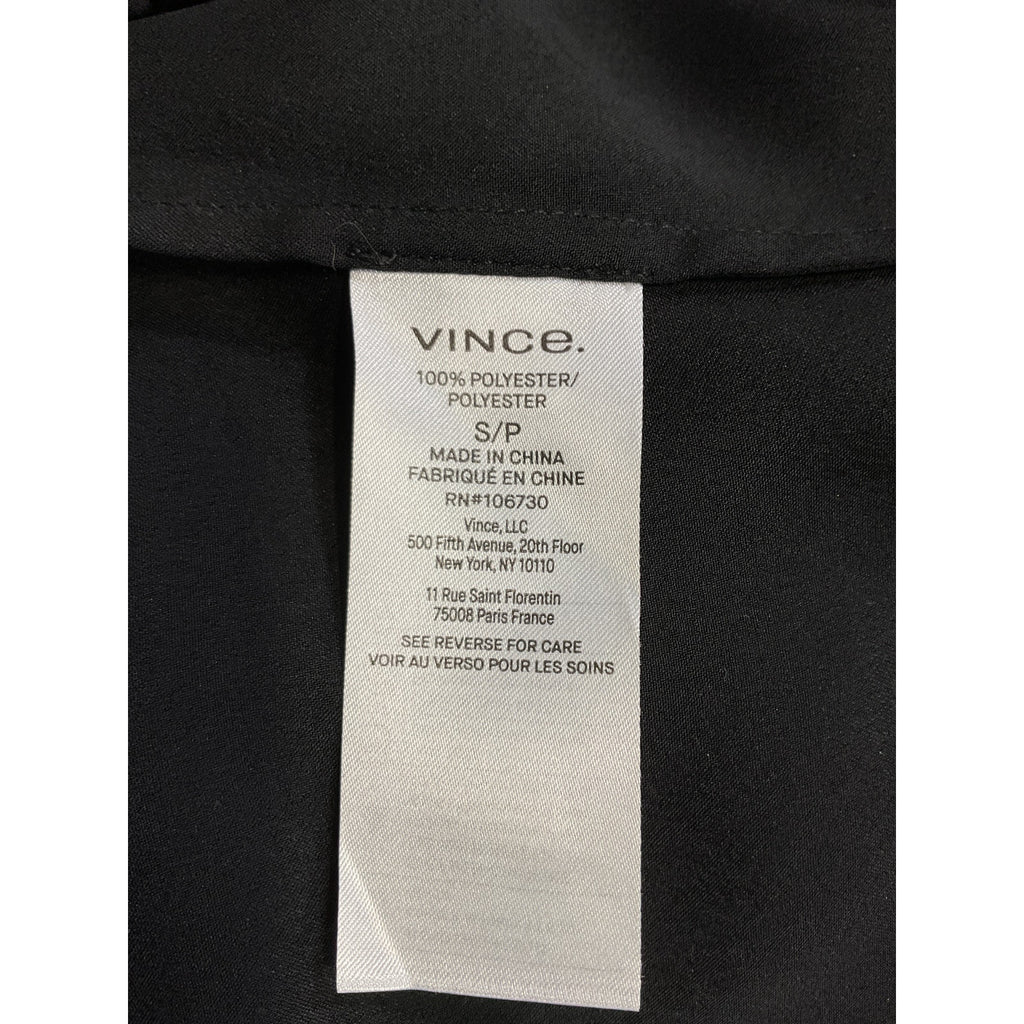 VINCe.
100% POLYESTER/
POLYESTER
S/P
MADE IN CHINA
FABRIQUÉ EN CHINE
RN#106730
Vince, LLC
500 Fifth Avenue, 20th Floor
New York, NY 10110
11 Rue Saint Florentin
75008 Paris France
SEE REVERSE FOR CARE
VOIR AU VERSO POUR LES SOINS